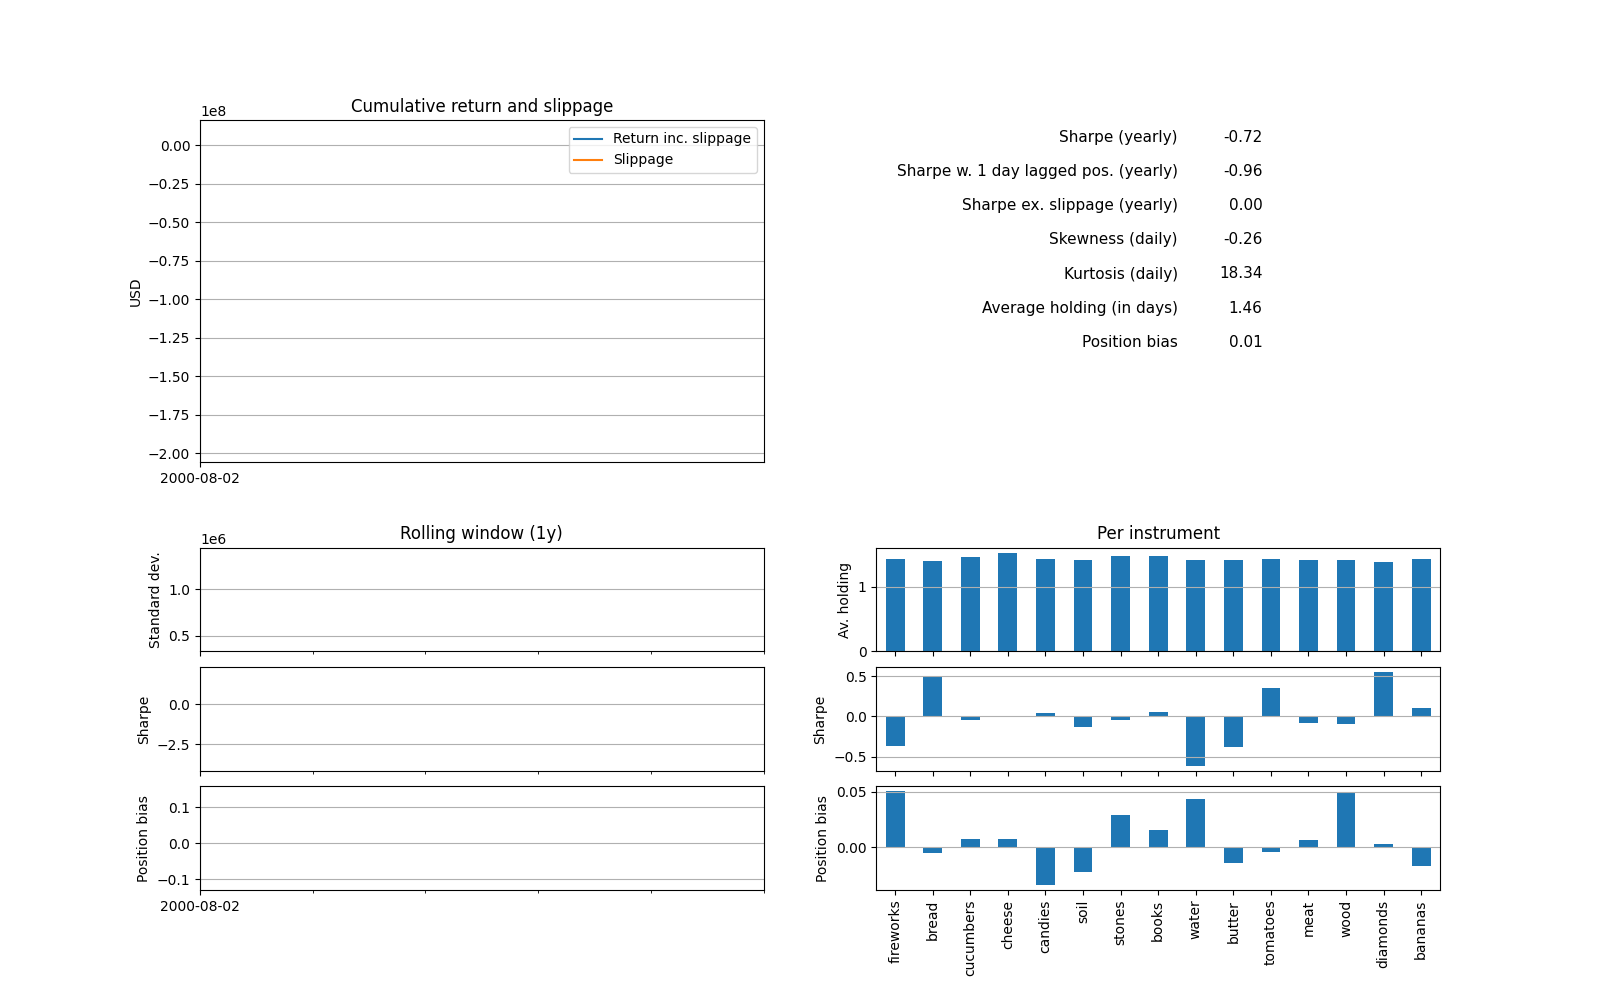 Cumulative return and slippage
1e8
Return inc. slippage
Slippage
0.00
−0.25
−0.50
−0.75
−1.00
−1.25
−1.50
−1.75
−2.00
USD
2000-08-02
Sharpe (yearly) -0.72
Sharpe w. 1 day lagged pos. (yearly) -0.96
Sharpe ex. slippage (yearly) 0.00
Skewness (daily) -0.26
Kurtosis (daily) 18.34
Average holding (in days) 1.46
Position bias 0.01
Rolling window (1y)
1e6
Standard dev.
1.0
0.5
Sharpe
0.0
−2.5
Position bias
0.1
0.0
−0.1
2000-08-02
Per instrument
Av. holding
1
0
Sharpe
0.5
0.0
−0.5
Position bias
0.05
0.00
fireworks
bread
cucumbers
cheese
candies
soil
stones
books
water
butter
tomatoes
meat
wood
diamonds
bananas